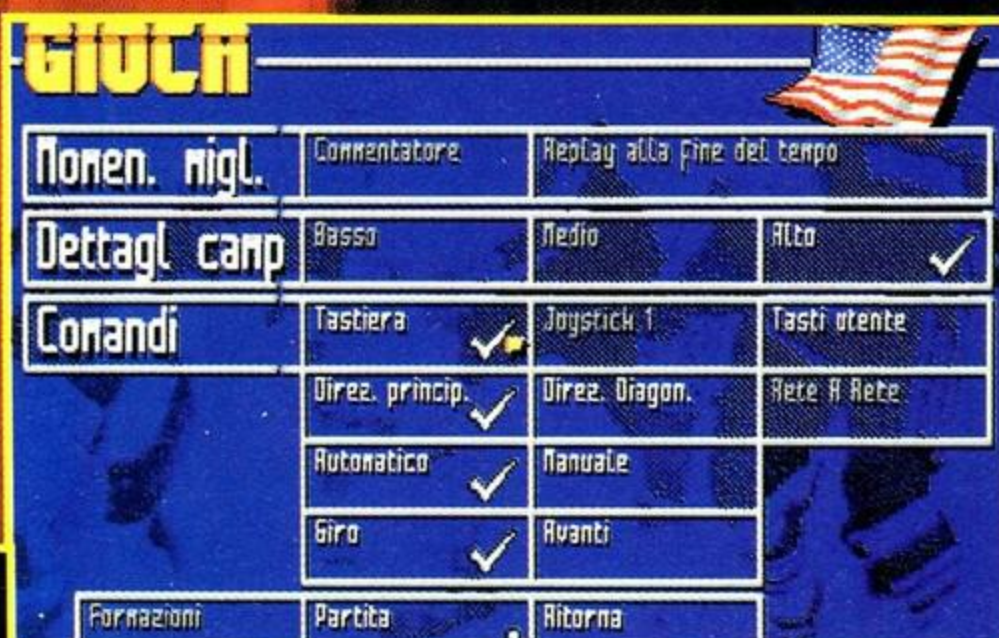 GIOCA
Momen. migl. Commentatore Replay alla fine del tempo
Dettagl camp Basso Medio Alto
Comandi Tastiera Joystick 1 Tasti utente
Direz. princip. Direz. Diagon. Rete A Rete
Automatico Manuale
Giro Avanti
Formazioni Partita Ritorna